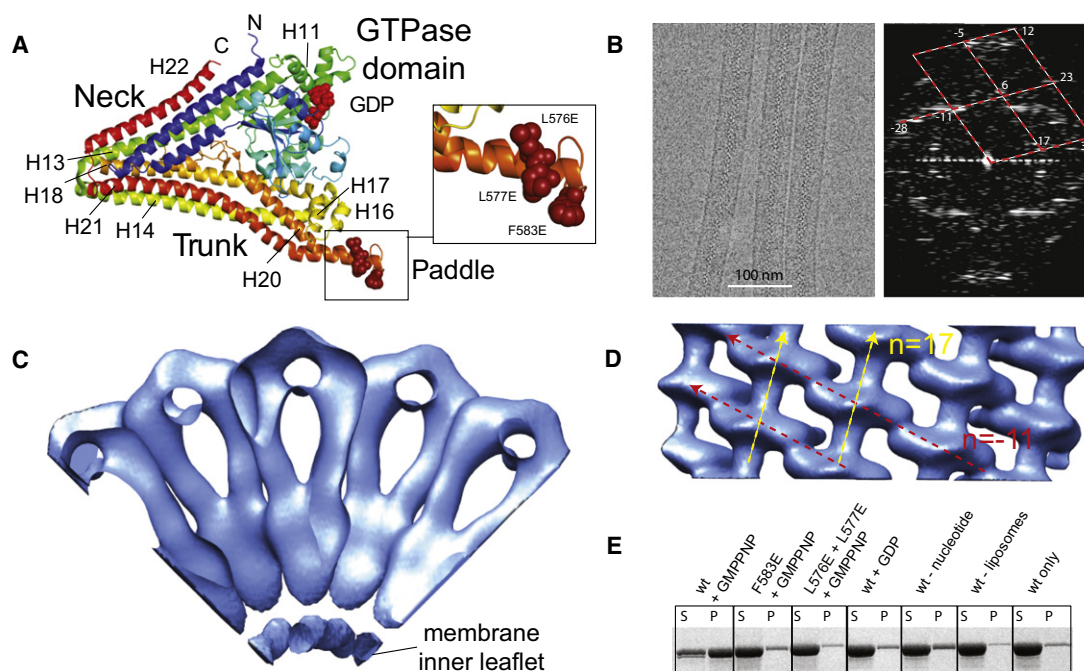 A
N
C
H11
GTPase
domain
H22
Neck
GDP
L576E
H13
H18
L577E
H17
H16
H21
H14
F583E
Trunk
H20
Paddle
B
100 nm
-5
12
6
23
-11
-28
17
C
membrane
inner leaflet
D
n=17
n=-11
E
wt
+ GMPPNP
F583E
+ GMPPNP
L576E + L577E
+ GMPPNP
wt + GDP
wt - nucleotide
wt - liposomes
wt only
S P S P S P S P S P S P S P